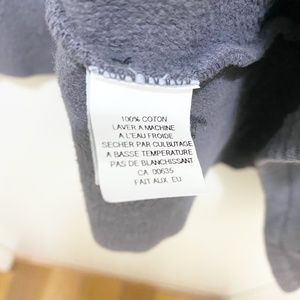 100% COTON
LAVER A MACHINE
A L'EAU FROIDE
SECHER PAR CULBUTAGE
A BASSE TEMPERATURE
PAS DE BLANCHISSANT
CA 00635
FAIT AUX EU